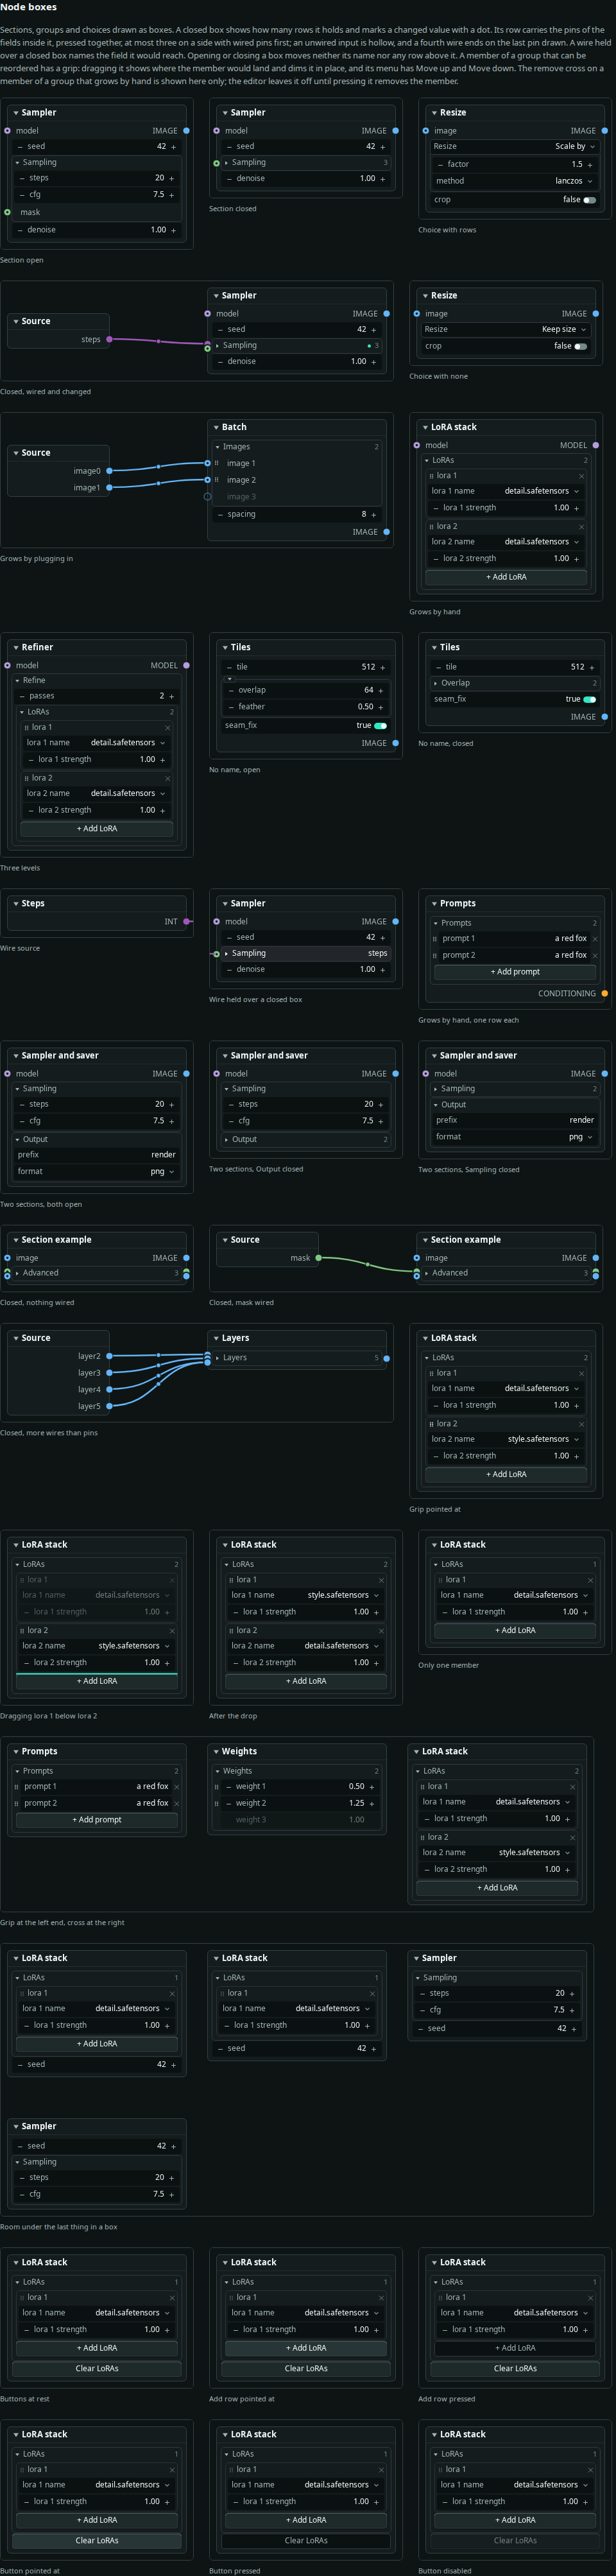 Node boxes
Sections, groups and choices drawn as boxes. A closed box shows how many rows it holds and marks a changed value with a dot. Its row carries the pins of the
fields inside it, pressed together, at most three on a side with wired pins first; an unwired input is hollow, and a fourth wire ends on the last pin drawn. A wire held
over a closed box names the field it would reach. Opening or closing a box moves neither its name nor any row above it. A member of a group that can be
reordered has a grip: dragging it shows where the member would land and dims it in place, and its menu has Move up and Move down. The remove cross on a
member of a group that grows by hand is shown here only; the editor leaves it off until pressing it removes the member.
Sampler
model IMAGE
seed 42
Sampling
steps 20
cfg 7.5
mask
denoise 1.00
Section open
Sampler
model IMAGE
seed 42
Sampling 3
denoise 1.00
Section closed
Resize
image IMAGE
Resize Scale by
factor 1.5
method lanczos
crop false
Choice with rows
Source
steps
Sampler
model IMAGE
seed 42
Sampling 3
denoise 1.00
Closed, wired and changed
Resize
image IMAGE
Resize Keep size
crop false
Choice with none
Source
image0
image1
Batch
Images 2
image 1
image 2
image 3
spacing 8
IMAGE
Grows by plugging in
LoRA stack
model MODEL
LoRAs 2
lora 1
lora 1 name detail.safetensors
lora 1 strength 1.00
lora 2
lora 2 name detail.safetensors
lora 2 strength 1.00
+ Add LoRA
Grows by hand
Refiner
model MODEL
Refine
passes 2
LoRAs 2
lora 1
lora 1 name detail.safetensors
lora 1 strength 1.00
lora 2
lora 2 name detail.safetensors
lora 2 strength 1.00
+ Add LoRA
Three levels
Tiles
tile 512
overlap 64
feather 0.50
seam_fix true
IMAGE
No name, open
Tiles
tile 512
Overlap 2
seam_fix true
IMAGE
No name, closed
Steps
INT
Wire source
Sampler
model IMAGE
seed 42
Sampling steps
denoise 1.00
Wire held over a closed box
Prompts
Prompts 2
prompt 1 a red fox
prompt 2 a red fox
+ Add prompt
CONDITIONING
Grows by hand, one row each
Sampler and saver
model IMAGE
Sampling
steps 20
cfg 7.5
Output
prefix render
format png
Two sections, both open
Sampler and saver
model IMAGE
Sampling
steps 20
cfg 7.5
Output 2
Two sections, Output closed
Sampler and saver
model IMAGE
Sampling 2
Output
prefix render
format png
Two sections, Sampling closed
Section example
image IMAGE
Advanced 3
Closed, nothing wired
Source
mask
Section example
image IMAGE
Advanced 3
Closed, mask wired
Source
layer2
layer3
layer4
layer5
Layers
Layers 5
Closed, more wires than pins
LoRA stack
LoRAs 2
lora 1
lora 1 name detail.safetensors
lora 1 strength 1.00
lora 2
lora 2 name style.safetensors
lora 2 strength 1.00
+ Add LoRA
Grip pointed at
LoRA stack
LoRAs 2
lora 1
lora 1 name detail.safetensors
lora 1 strength 1.00
lora 2
lora 2 name style.safetensors
lora 2 strength 1.00
+ Add LoRA
Dragging lora 1 below lora 2
LoRA stack
LoRAs 2
lora 1
lora 1 name style.safetensors
lora 1 strength 1.00
lora 2
lora 2 name detail.safetensors
lora 2 strength 1.00
+ Add LoRA
After the drop
LoRA stack
LoRAs 1
lora 1
lora 1 name detail.safetensors
lora 1 strength 1.00
+ Add LoRA
Only one member
Prompts
Prompts 2
prompt 1 a red fox
prompt 2 a red fox
+ Add prompt
Weights
Weights 2
weight 1 0.50
weight 2 1.25
weight 3 1.00
LoRA stack
LoRAs 2
lora 1
lora 1 name detail.safetensors
lora 1 strength 1.00
lora 2
lora 2 name style.safetensors
lora 2 strength 1.00
+ Add LoRA
Grip at the left end, cross at the right
LoRA stack
LoRAs 1
lora 1
lora 1 name detail.safetensors
lora 1 strength 1.00
+ Add LoRA
seed 42
LoRA stack
LoRAs 1
lora 1
lora 1 name detail.safetensors
lora 1 strength 1.00
seed 42
Sampler
Sampling
steps 20
cfg 7.5
seed 42
Sampler
seed 42
Sampling
steps 20
cfg 7.5
Room under the last thing in a box
LoRA stack
LoRAs 1
lora 1
lora 1 name detail.safetensors
lora 1 strength 1.00
+ Add LoRA
Clear LoRAs
Buttons at rest
LoRA stack
LoRAs 1
lora 1
lora 1 name detail.safetensors
lora 1 strength 1.00
+ Add LoRA
Clear LoRAs
Add row pointed at
LoRA stack
LoRAs 1
lora 1
lora 1 name detail.safetensors
lora 1 strength 1.00
+ Add LoRA
Clear LoRAs
Add row pressed
LoRA stack
LoRAs 1
lora 1
lora 1 name detail.safetensors
lora 1 strength 1.00
+ Add LoRA
Clear LoRAs
Button pointed at
LoRA stack
LoRAs 1
lora 1
lora 1 name detail.safetensors
lora 1 strength 1.00
+ Add LoRA
Clear LoRAs
Button pressed
LoRA stack
LoRAs 1
lora 1
lora 1 name detail.safetensors
lora 1 strength 1.00
+ Add LoRA
Clear LoRAs
Button disabled